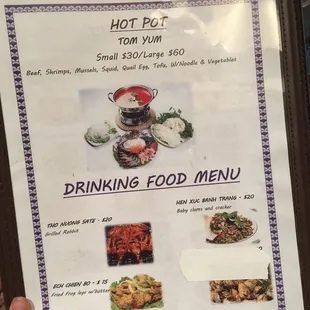 HOT POT
TOM YUM
Small $30/Large $60
Beef, Shrimps, Mussels, Squid, Quail Egg, Tofu, W/Noodle & Vegetables
DRINKING FOOD MENU
THO NUONG SATE - $20
Grilled Rabbit
HEN XUC BANH TRANG - $20
Baby clams and cracker
ECH CHIEN BO - $ 15
Fried Frog legs w/butter